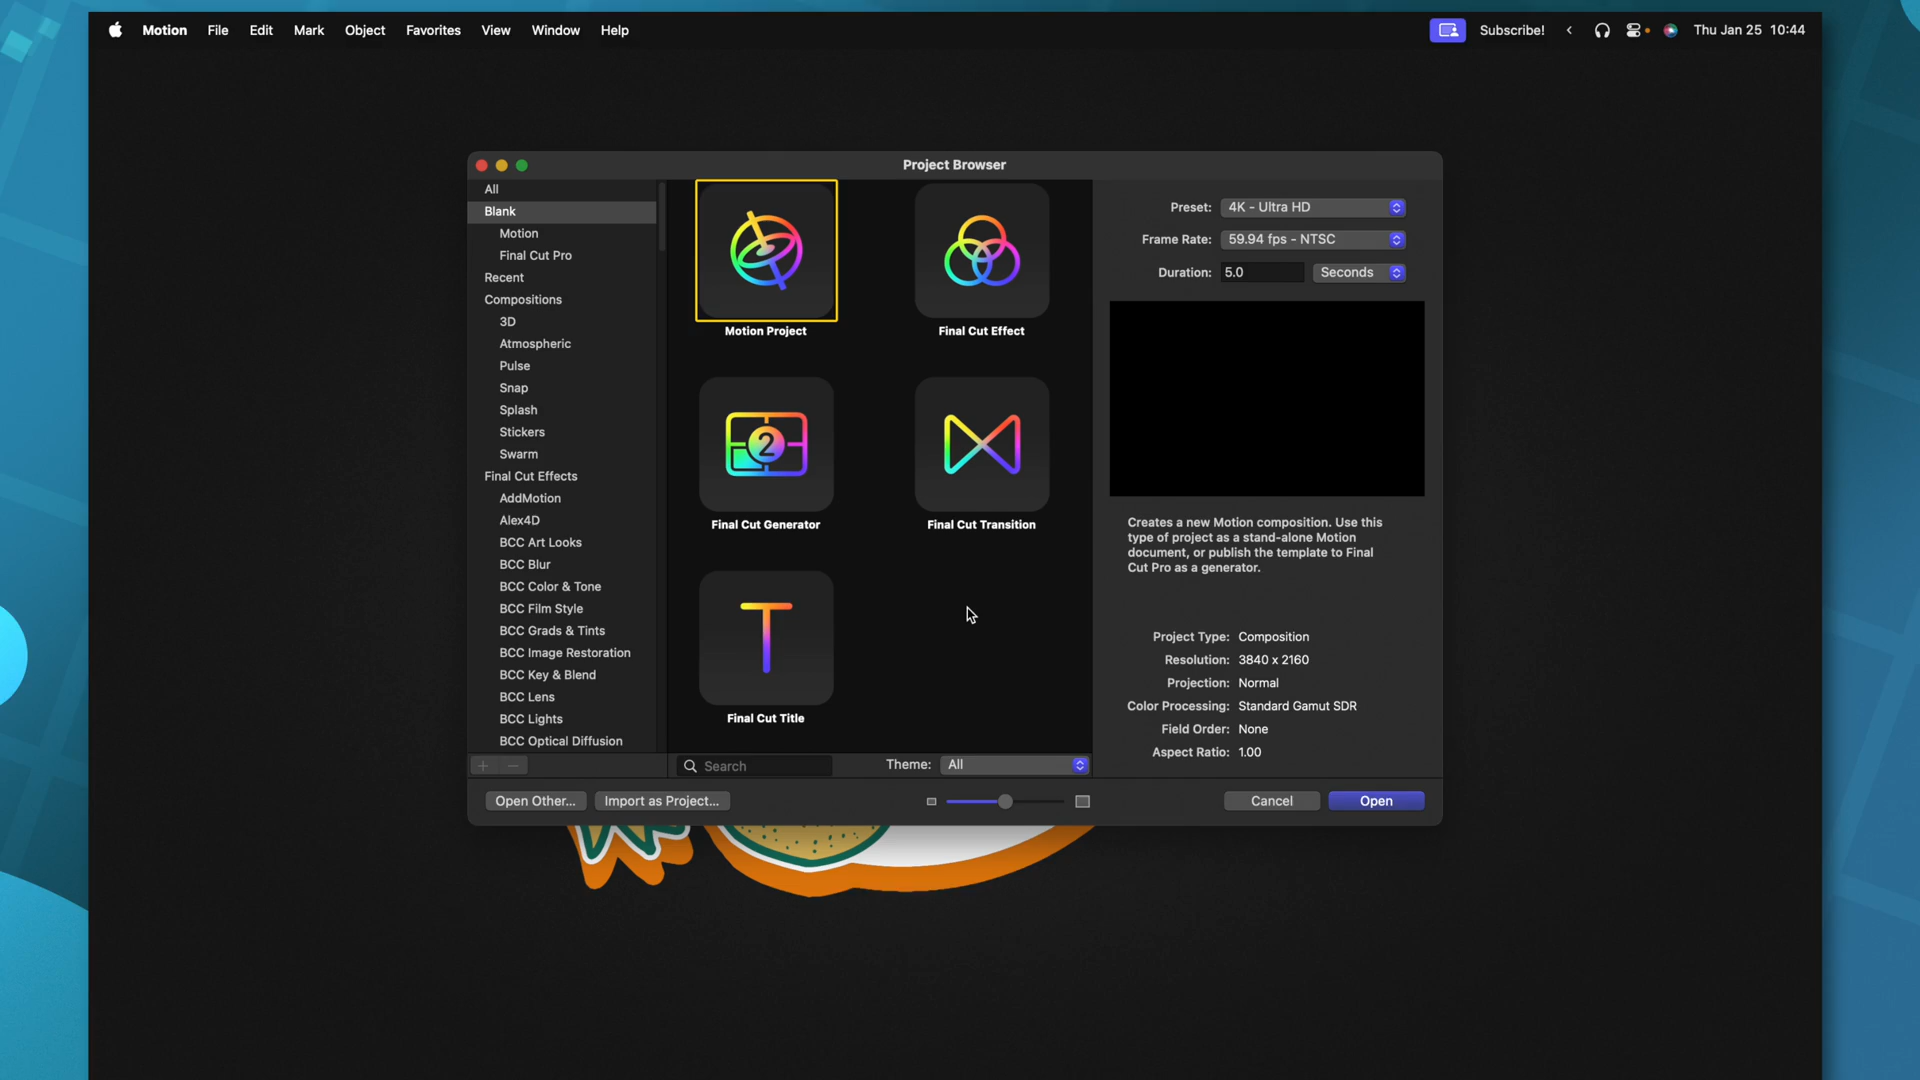 Motion File Edit Mark Object Favorites View Window Help Subscribe! Thu Jan 25 10:44
Project Browser
All
Blank
Motion
Final Cut Pro
Recent
Compositions
3D
Atmospheric
Pulse
Snap
Splash
Stickers
Swarm
Final Cut Effects
AddMotion
Alex4D
BCC Art Looks
BCC Blur
BCC Color & Tone
BCC Film Style
BCC Grads & Tints
BCC Image Restoration
BCC Key & Blend
BCC Lens
BCC Lights
BCC Optical Diffusion
Motion Project
Final Cut Effect
2
Final Cut Generator
Final Cut Transition
T
Final Cut Title
Search
Theme: All
Preset: 4K - Ultra HD
Frame Rate: 59.94 fps - NTSC
Duration: 5.0 Seconds
Creates a new Motion composition. Use this
type of project as a stand-alone Motion
document, or publish the template to Final
Cut Pro as a generator.
Project Type: Composition
Resolution: 3840 x 2160
Projection: Normal
Color Processing: Standard Gamut SDR
Field Order: None
Aspect Ratio: 1.00
Open Other... Import as Project... Cancel Open